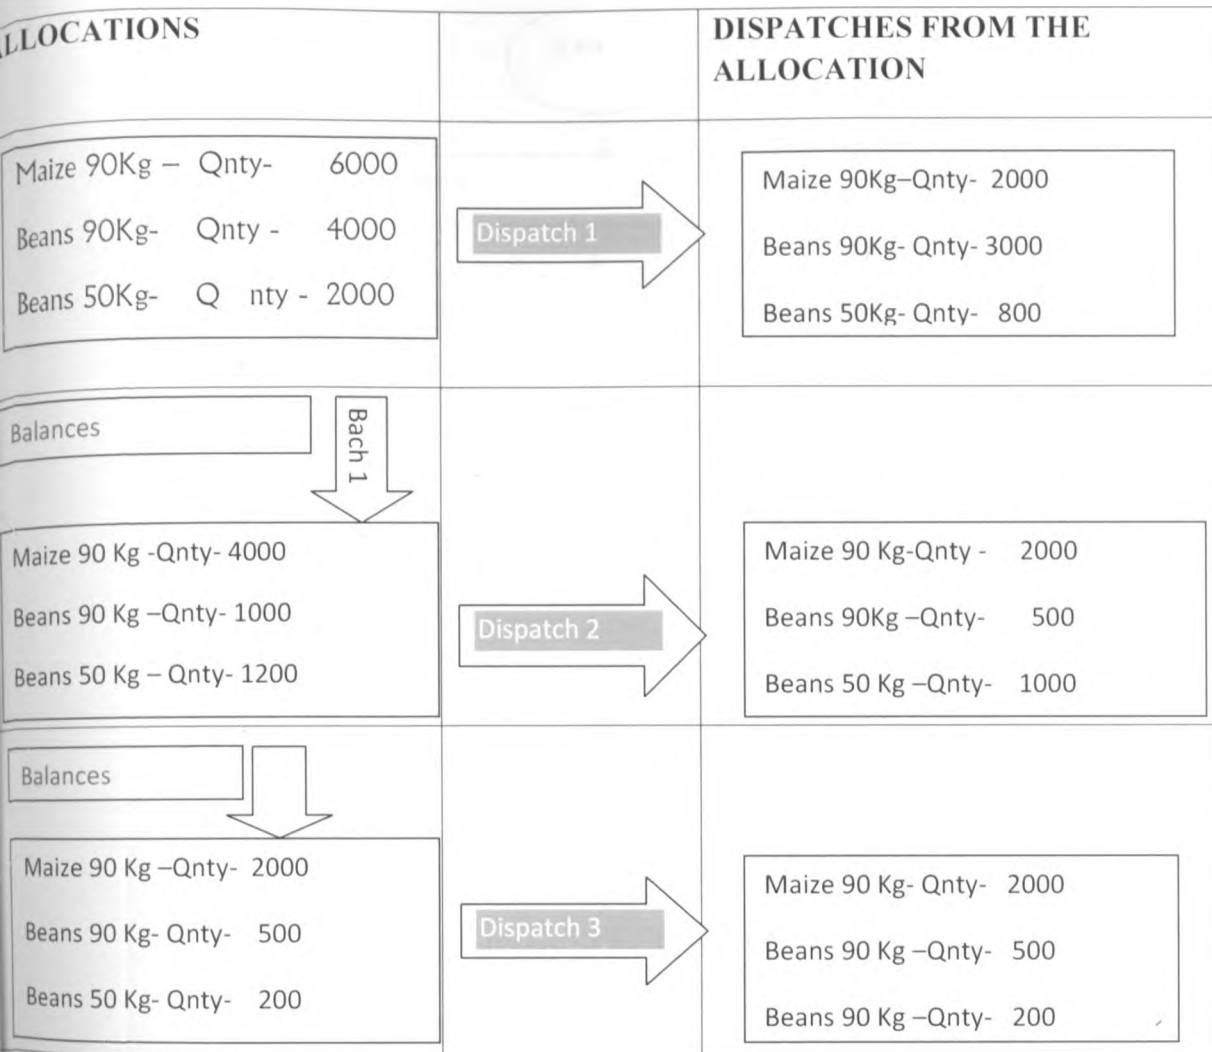 LLOCATIONS
DISPATCHES FROM THE
ALLOCATION
Maize 90Kg – Qnty- 6000
Beans 90Kg- Qnty - 4000
Beans 50Kg- Q nty - 2000
Dispatch 1
Maize 90Kg–Qnty- 2000
Beans 90Kg- Qnty- 3000
Beans 50Kg- Qnty- 800
Balances
Bach 1
Maize 90 Kg -Qnty- 4000
Beans 90 Kg –Qnty- 1000
Beans 50 Kg – Qnty- 1200
Dispatch 2
Maize 90 Kg-Qnty - 2000
Beans 90Kg –Qnty- 500
Beans 50 Kg –Qnty- 1000
Balances
Maize 90 Kg –Qnty- 2000
Beans 90 Kg- Qnty- 500
Beans 50 Kg- Qnty- 200
Dispatch 3
Maize 90 Kg- Qnty- 2000
Beans 90 Kg –Qnty- 500
Beans 90 Kg –Qnty- 200